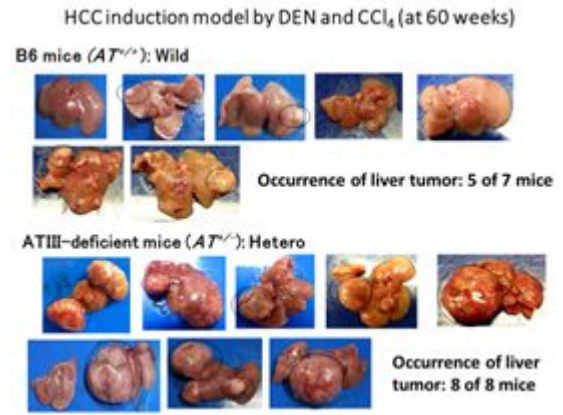 HCC induction model by DEN and CCl₄ (at 60 weeks)
B6 mice (AT⁺/⁺): Wild
Occurrence of liver tumor: 5 of 7 mice
ATIII-deficient mice (AT⁺/⁻): Hetero
Occurrence of liver
tumor: 8 of 8 mice